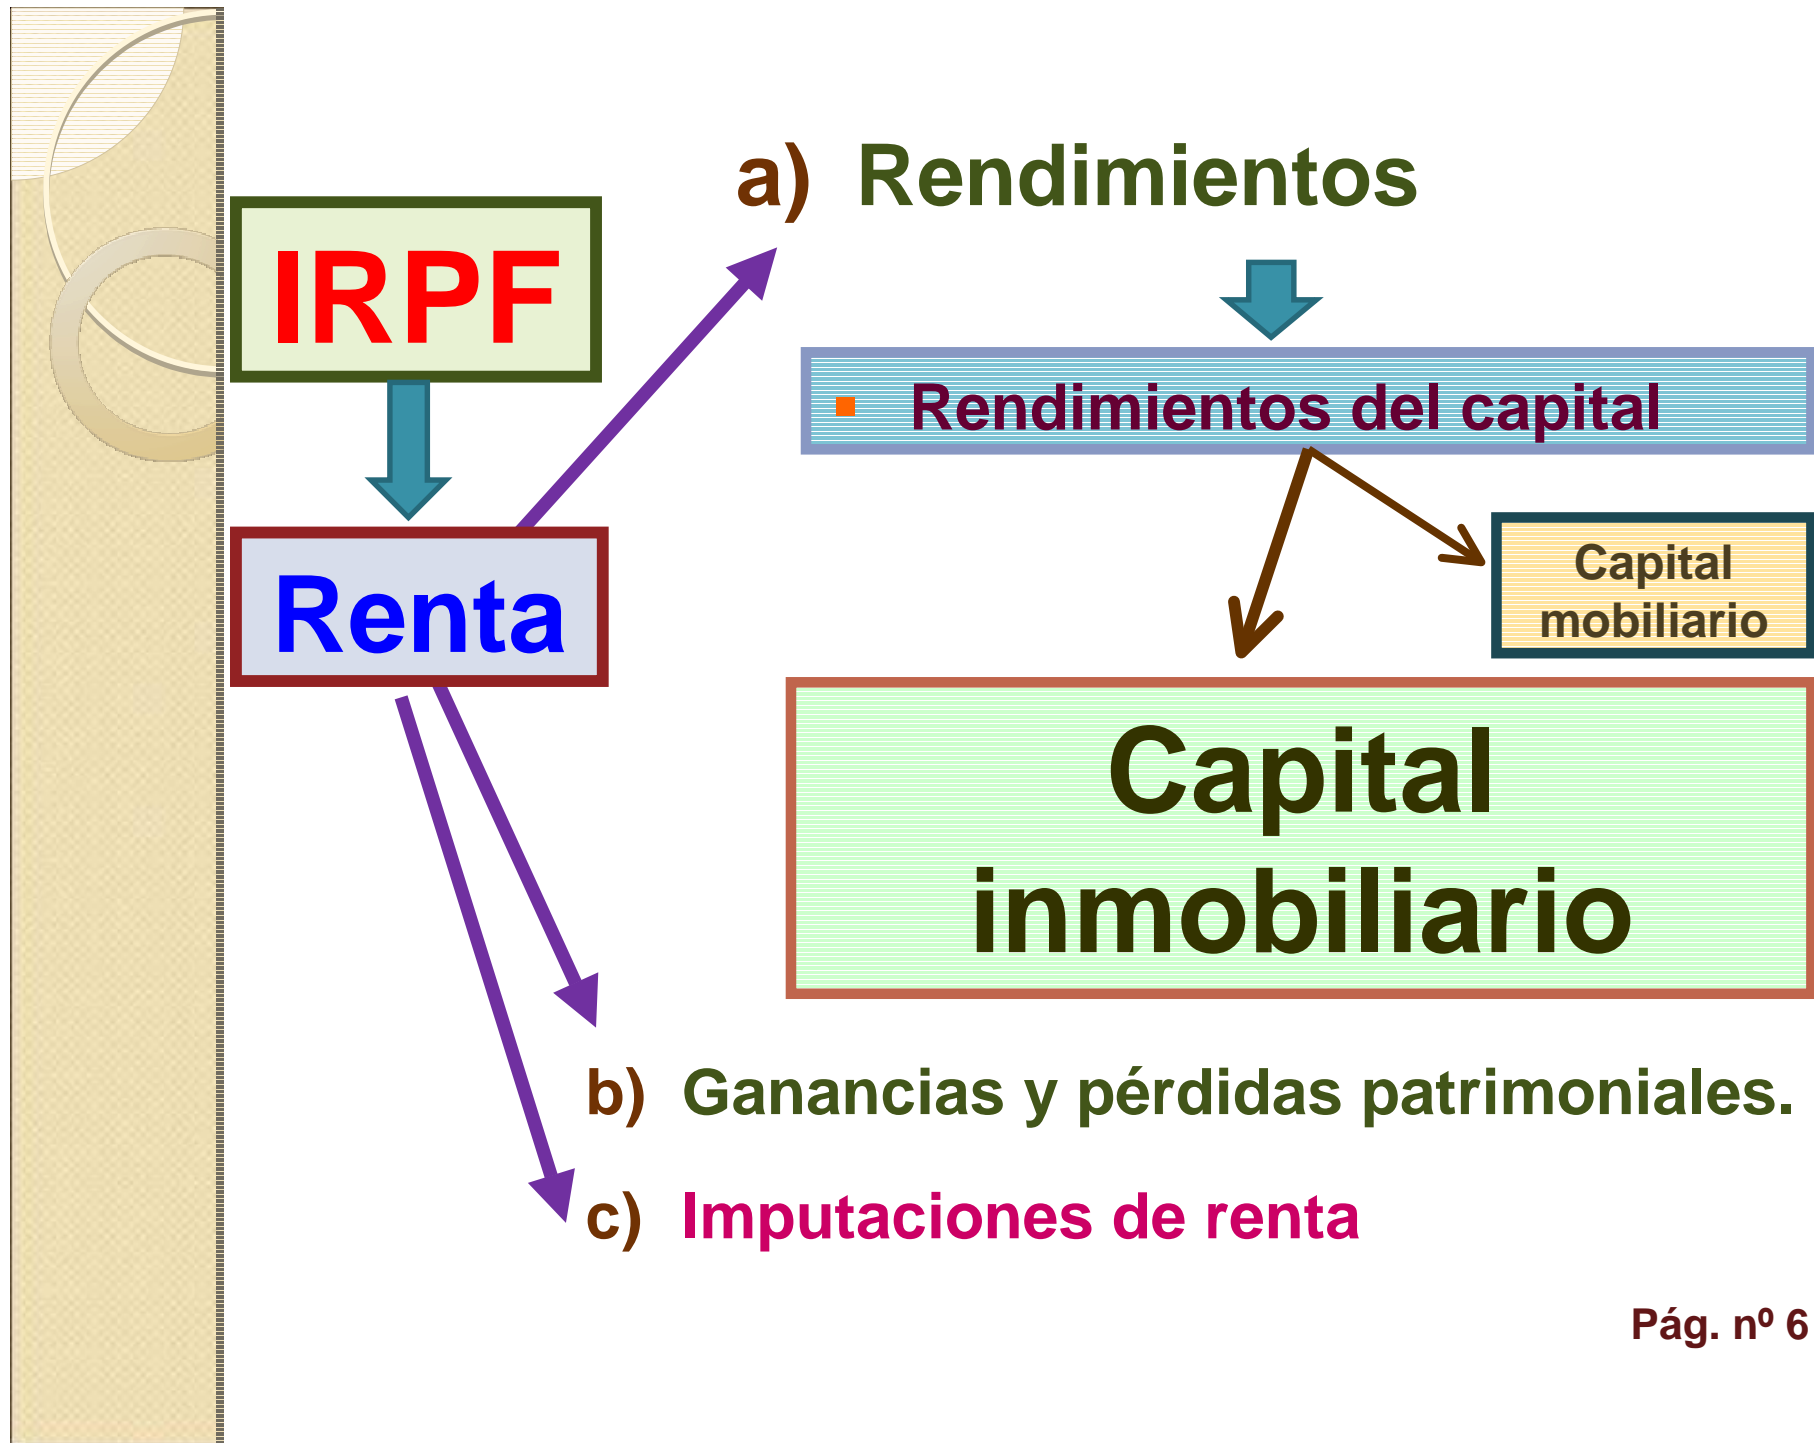 a) Rendimientos
IRPF
▪ Rendimientos del capital
Renta
Capital
mobiliario
Capital
inmobiliario
b) Ganancias y pérdidas patrimoniales.
c) Imputaciones de renta
Pág. nº 6